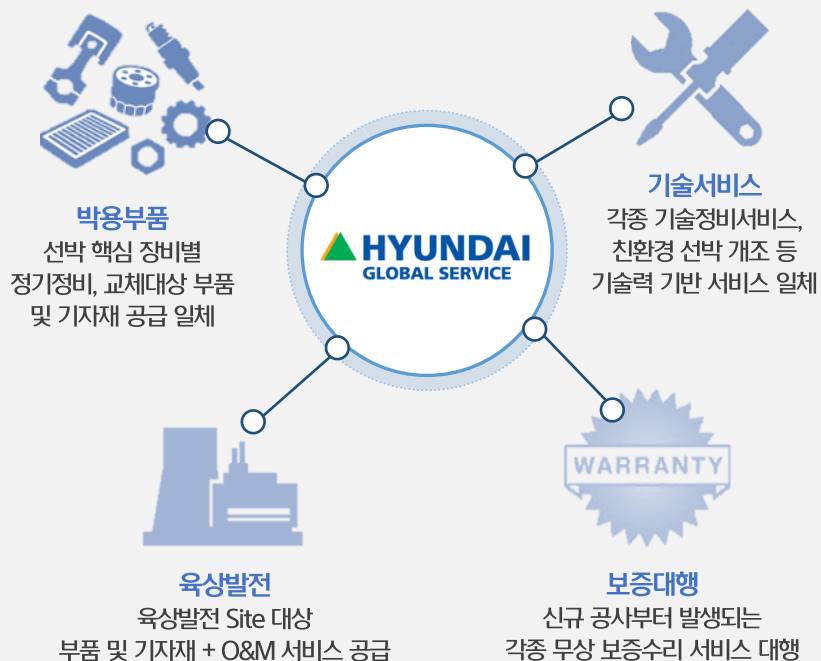 박용부품
선박 핵심 장비별
정기정비, 교체대상 부품
및 기자재 공급 일체
HYUNDAI
GLOBAL SERVICE
기술서비스
각종 기술정비서비스,
친환경 선박 개조 등
기술력 기반 서비스 일체
육상발전
육상발전 Site 대상
부품 및 기자재 + O&M 서비스 공급
WARRANTY
보증대행
신규 공사부터 발생되는
각종 무상 보증수리 서비스 대행